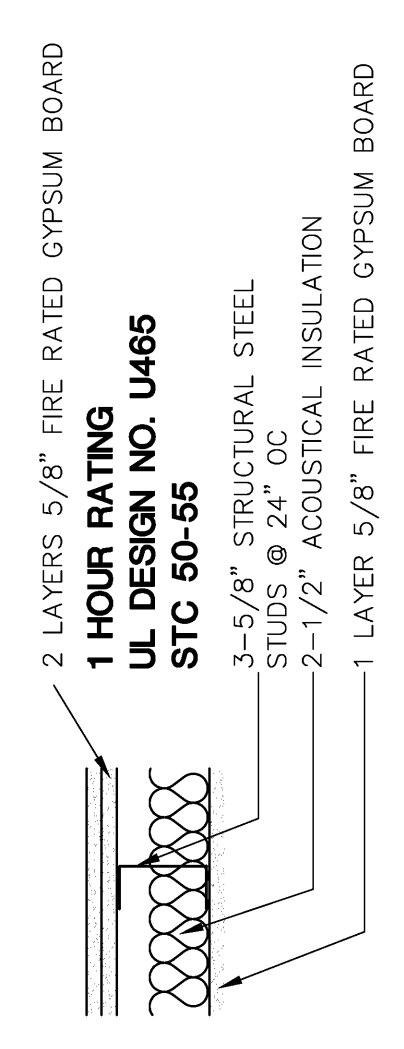 2 LAYERS 5/8" FIRE RATED GYPSUM BOARD
1 HOUR RATING
UL DESIGN NO. U465
STC 50-55
3-5/8" STRUCTURAL STEEL
STUDS @ 24" OC
2-1/2" ACOUSTICAL INSULATION
1 LAYER 5/8" FIRE RATED GYPSUM BOARD